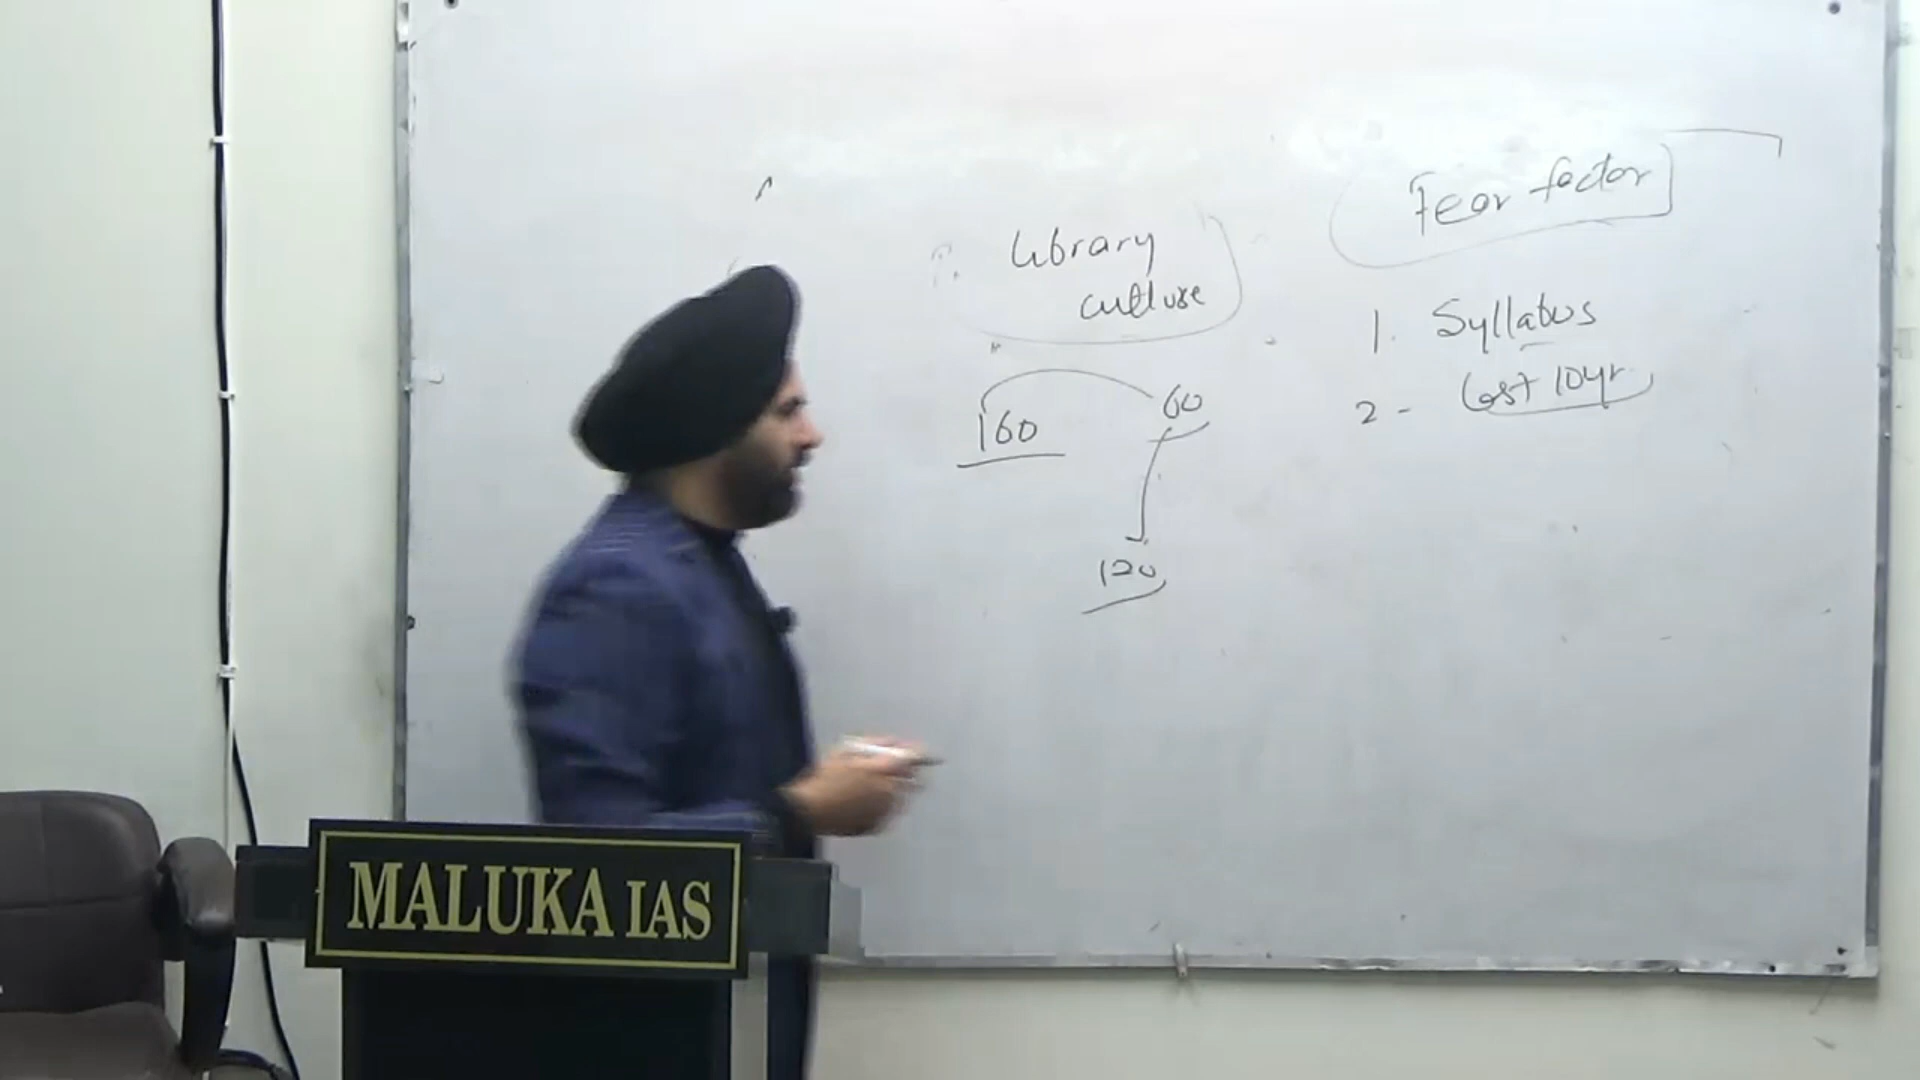 Fear factor
Library
culture
1. Syllabus
2 - last 10yr
160
60
120
MALUKA IAS